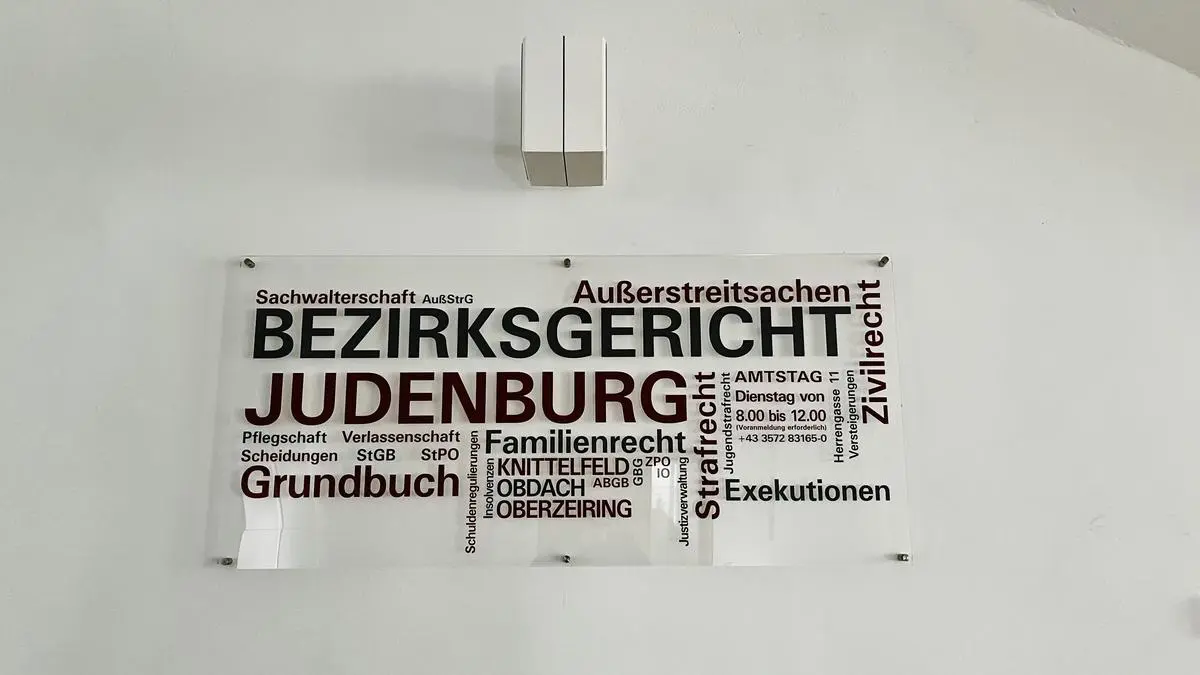 Sachwalterschaft AußStrG
Außerstreitsachen
BEZIRKSGERICHT
Zivilrecht
JUDENBURG
Strafrecht
Jugendstrafrecht
AMTSTAG
Dienstag von
8.00 bis 12.00
(Voranmeldung erforderlich)
+43 3572 83165-0
Herrengasse 11
Versteigerungen
Pflegschaft Verlassenschaft
Scheidungen StGB StPO
Grundbuch
Schuldenregulierungen
Insolvenzen
Familienrecht
KNITTELFELD
OBDACH ABGB
OBERZEIRING
GBG
ZPO
IO
Justizverwaltung
Exekutionen